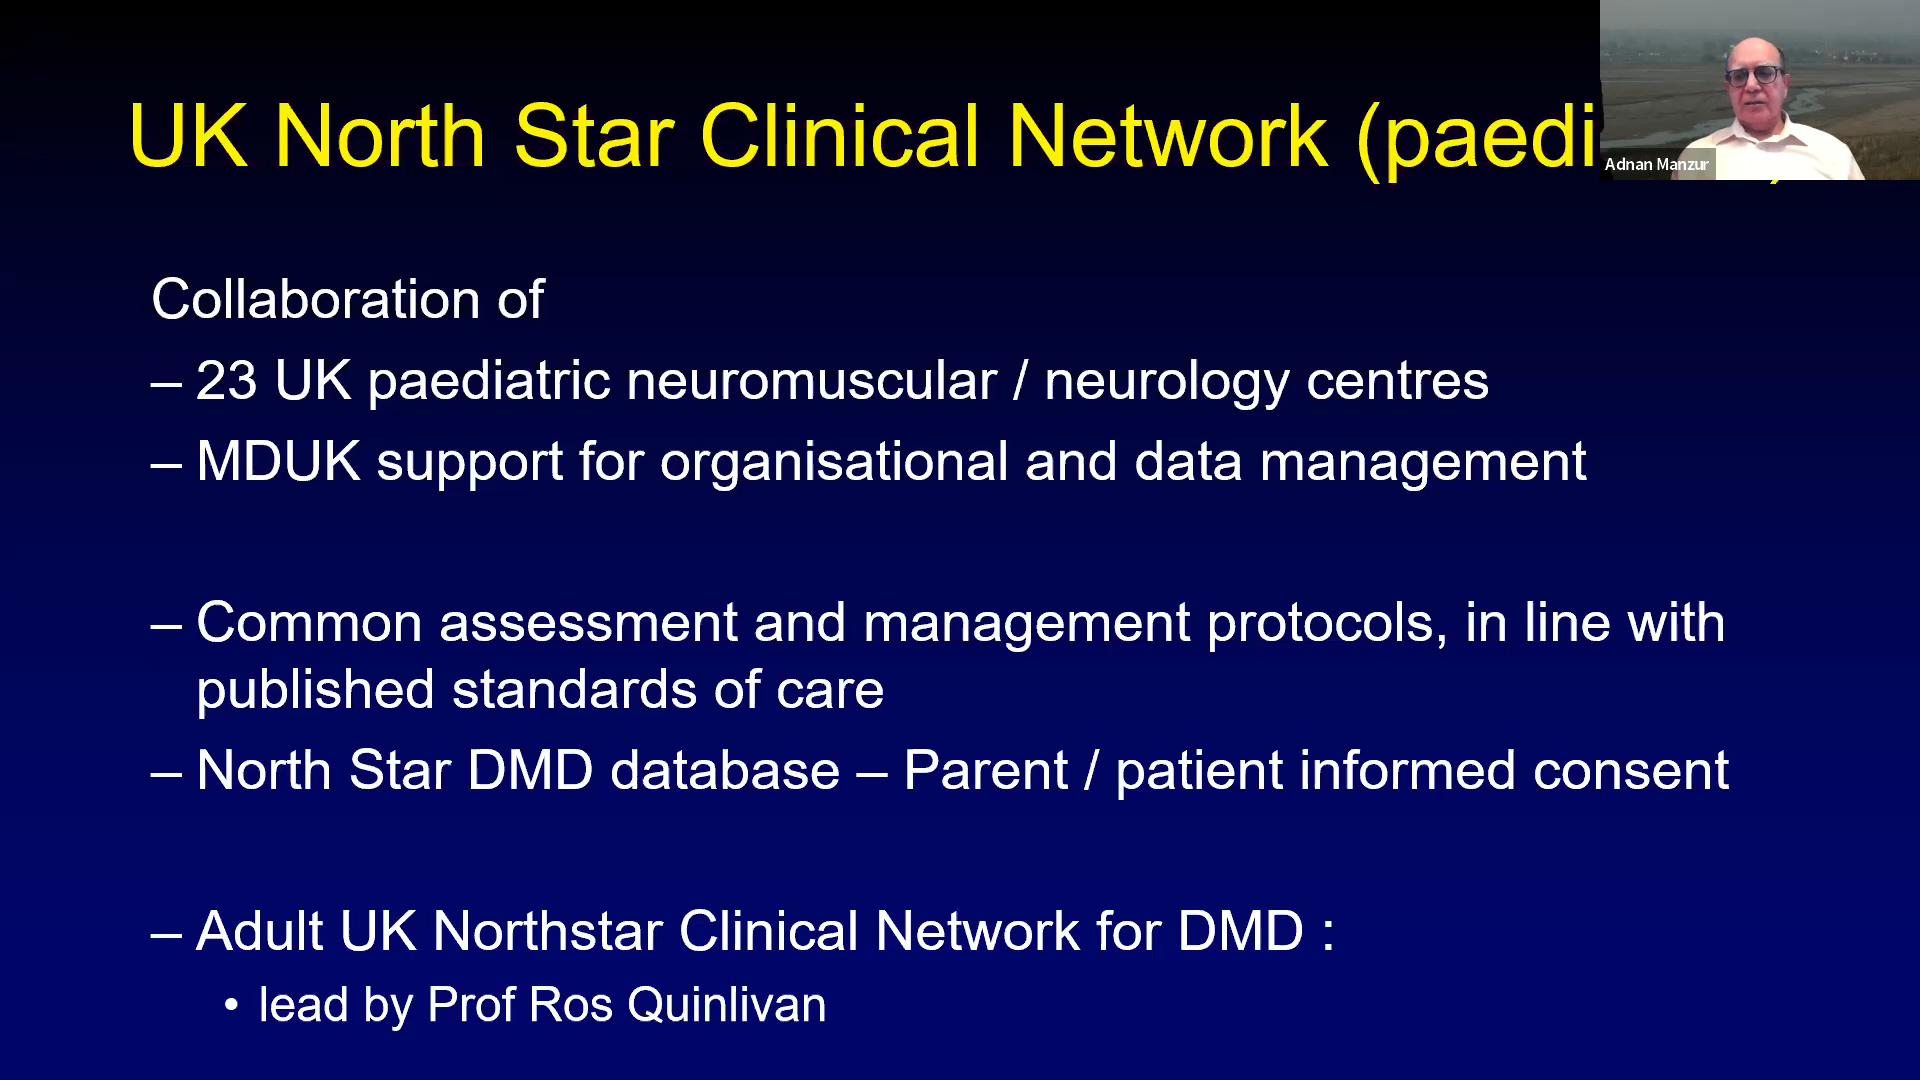 UK North Star Clinical Network (paedi
Adnan Manzur
Collaboration of
– 23 UK paediatric neuromuscular / neurology centres
– MDUK support for organisational and data management
– Common assessment and management protocols, in line with
published standards of care
– North Star DMD database – Parent / patient informed consent
– Adult UK Northstar Clinical Network for DMD :
• lead by Prof Ros Quinlivan